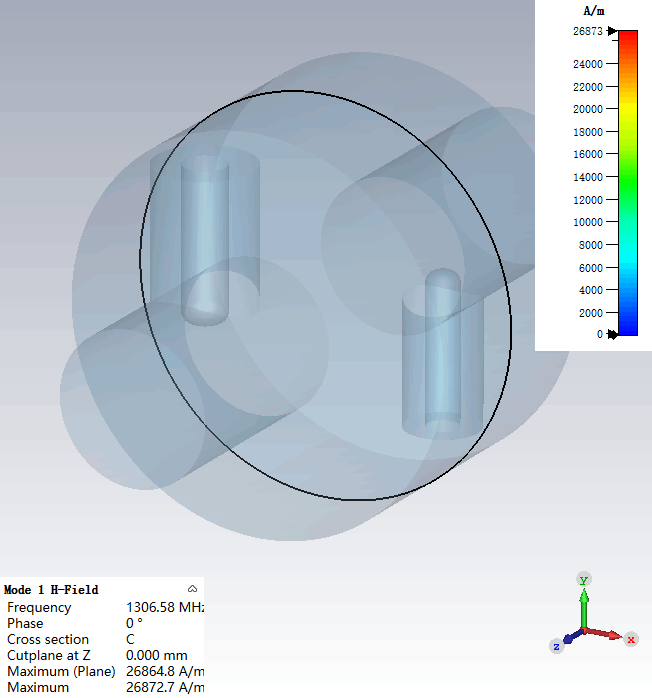 A/m
26873
24000
22000
20000
18000
16000
14000
12000
10000
8000
6000
4000
2000
0
y
x
z
Mode 1 H-Field
Frequency 1306.58 MHz
Phase 0 °
Cross section C
Cutplane at Z 0.000 mm
Maximum (Plane) 26864.8 A/m
Maximum 26872.7 A/m